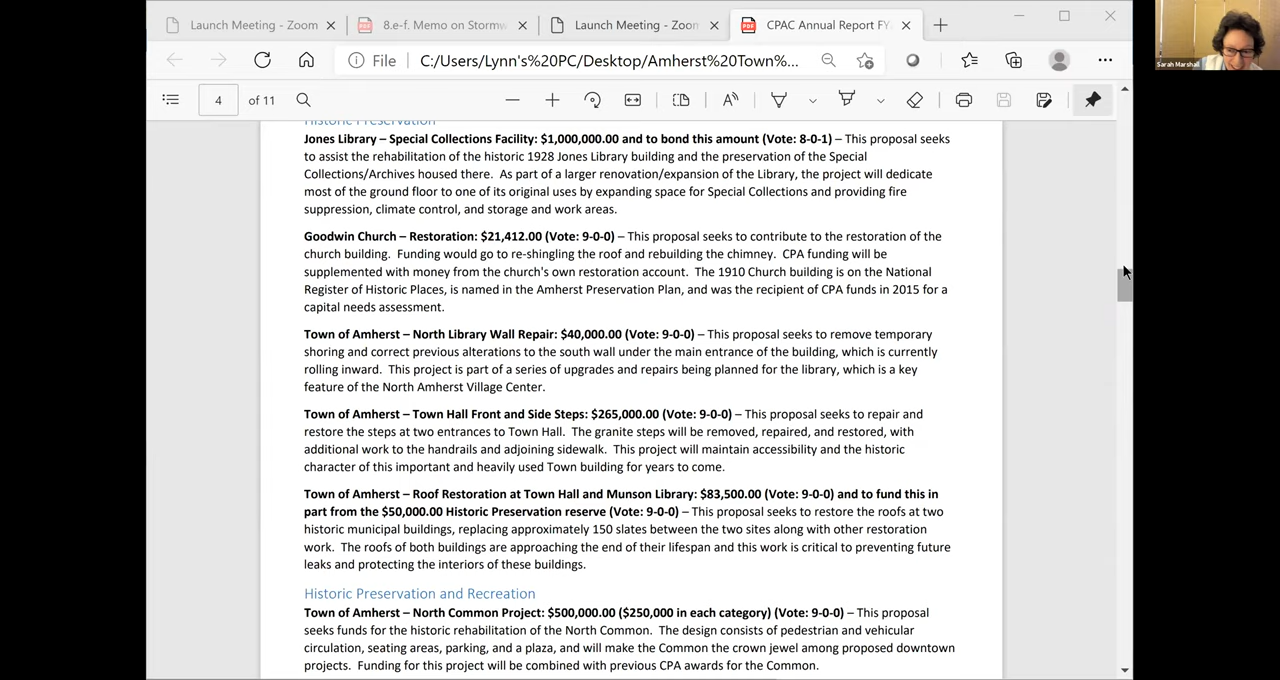 Launch Meeting - Zoom
8.e-f. Memo on Stormw
Launch Meeting - Zoom
CPAC Annual Report FY
File
C:/Users/Lynn's%20PC/Desktop/Amherst%20Town%...
4 of 11
Sarah Marshall
Historic Preservation
Jones Library – Special Collections Facility: $1,000,000.00 and to bond this amount (Vote: 8-0-1) – This proposal seeks
to assist the rehabilitation of the historic 1928 Jones Library building and the preservation of the Special
Collections/Archives housed there.  As part of a larger renovation/expansion of the Library, the project will dedicate
most of the ground floor to one of its original uses by expanding space for Special Collections and providing fire
suppression, climate control, and storage and work areas.
Goodwin Church – Restoration: $21,412.00 (Vote: 9-0-0) – This proposal seeks to contribute to the restoration of the
church building.  Funding would go to re-shingling the roof and rebuilding the chimney.  CPA funding will be
supplemented with money from the church's own restoration account.  The 1910 Church building is on the National
Register of Historic Places, is named in the Amherst Preservation Plan, and was the recipient of CPA funds in 2015 for a
capital needs assessment.
Town of Amherst – North Library Wall Repair: $40,000.00 (Vote: 9-0-0) – This proposal seeks to remove temporary
shoring and correct previous alterations to the south wall under the main entrance of the building, which is currently
rolling inward.  This project is part of a series of upgrades and repairs being planned for the library, which is a key
feature of the North Amherst Village Center.
Town of Amherst – Town Hall Front and Side Steps: $265,000.00 (Vote: 9-0-0) – This proposal seeks to repair and
restore the steps at two entrances to Town Hall.  The granite steps will be removed, repaired, and restored, with
additional work to the handrails and adjoining sidewalk.  This project will maintain accessibility and the historic
character of this important and heavily used Town building for years to come.
Town of Amherst – Roof Restoration at Town Hall and Munson Library: $83,500.00 (Vote: 9-0-0) and to fund this in
part from the $50,000.00 Historic Preservation reserve (Vote: 9-0-0) – This proposal seeks to restore the roofs at two
historic municipal buildings, replacing approximately 150 slates between the two sites along with other restoration
work.  The roofs of both buildings are approaching the end of their lifespan and this work is critical to preventing future
leaks and protecting the interiors of these buildings.
Historic Preservation and Recreation
Town of Amherst – North Common Project: $500,000.00 ($250,000 in each category) (Vote: 9-0-0) – This proposal
seeks funds for the historic rehabilitation of the North Common.  The design consists of pedestrian and vehicular
circulation, seating areas, parking, and a plaza, and will make the Common the crown jewel among proposed downtown
projects.  Funding for this project will be combined with previous CPA awards for the Common.